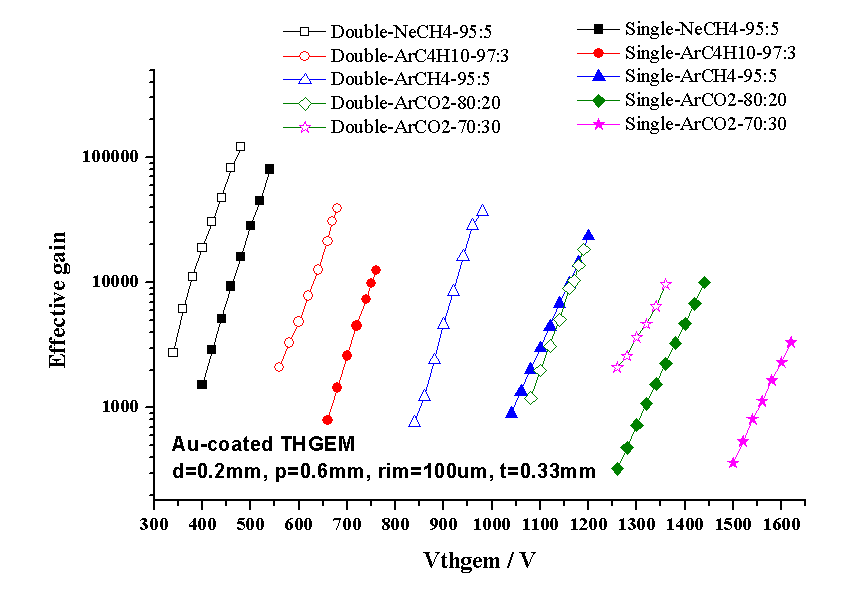 Double-NeCH4-95:5
Double-ArC4H10-97:3
Double-ArCH4-95:5
Double-ArCO2-80:20
Double-ArCO2-70:30
Single-NeCH4-95:5
Single-ArC4H10-97:3
Single-ArCH4-95:5
Single-ArCO2-80:20
Single-ArCO2-70:30
Effective gain
100000
10000
1000
Au-coated THGEM
d=0.2mm, p=0.6mm, rim=100um, t=0.33mm
300 400 500 600 700 800 900 1000 1100 1200 1300 1400 1500 1600
Vthgem / V